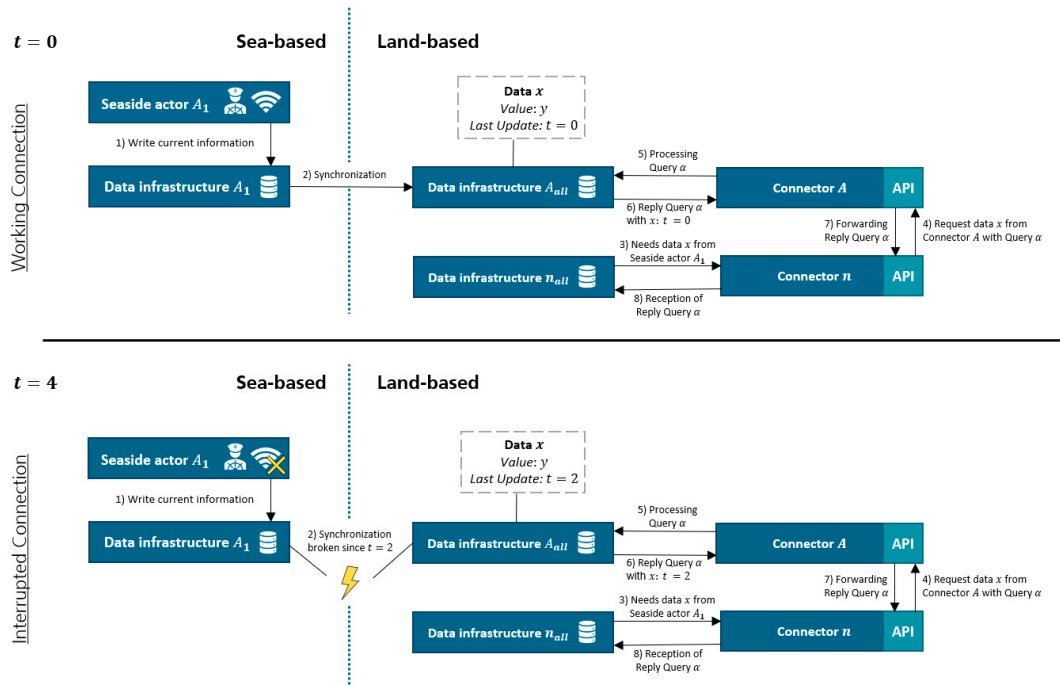 t = 0
Sea-based
Land-based
Working Connection
Seaside actor A₁
1) Write current information
Data infrastructure A₁
2) Synchronization
Data x
Value: y
Last Update: t = 0
Data infrastructure Aₐₗₗ
5) Processing
Query α
6) Reply Query α
with x: t = 0
Connector A
API
3) Needs data x from
Seaside actor A₁
7) Forwarding
Reply Query α
4) Request data x from
Connector A with Query α
Data infrastructure nₐₗₗ
8) Reception of
Reply Query α
Connector n
API
t = 4
Sea-based
Land-based
Interrupted Connection
Seaside actor A₁
1) Write current information
Data infrastructure A₁
2) Synchronization
broken since t = 2
Data x
Value: y
Last Update: t = 2
Data infrastructure Aₐₗₗ
5) Processing
Query α
6) Reply Query α
with x: t = 2
Connector A
API
3) Needs data x from
Seaside actor A₁
7) Forwarding
Reply Query α
4) Request data x from
Connector A with Query α
Data infrastructure nₐₗₗ
8) Reception of
Reply Query α
Connector n
API